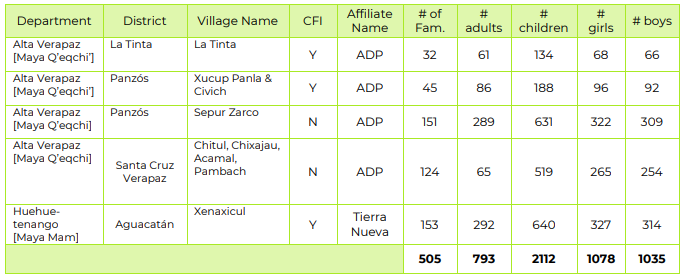 Department District Village Name CFI Affiliate Name # of Fam. # adults # children # girls # boys
Alta Verapaz [Maya Q'eqchi'] La Tinta La Tinta Y ADP 32 61 134 68 66
Alta Verapaz [Maya Q'eqchi'] Panzós Xucup Panla & Civich Y ADP 45 86 188 96 92
Alta Verapaz [Maya Q'eqchi] Panzós Sepur Zarco N ADP 151 289 631 322 309
Alta Verapaz [Maya Q'eqchi] Santa Cruz Verapaz Chitul, Chixajau, Acamal, Pambach N ADP 124 65 519 265 254
Huehue-tenango [Maya Mam] Aguacatán Xenaxicul Y Tierra Nueva 153 292 640 327 314
505 793 2112 1078 1035